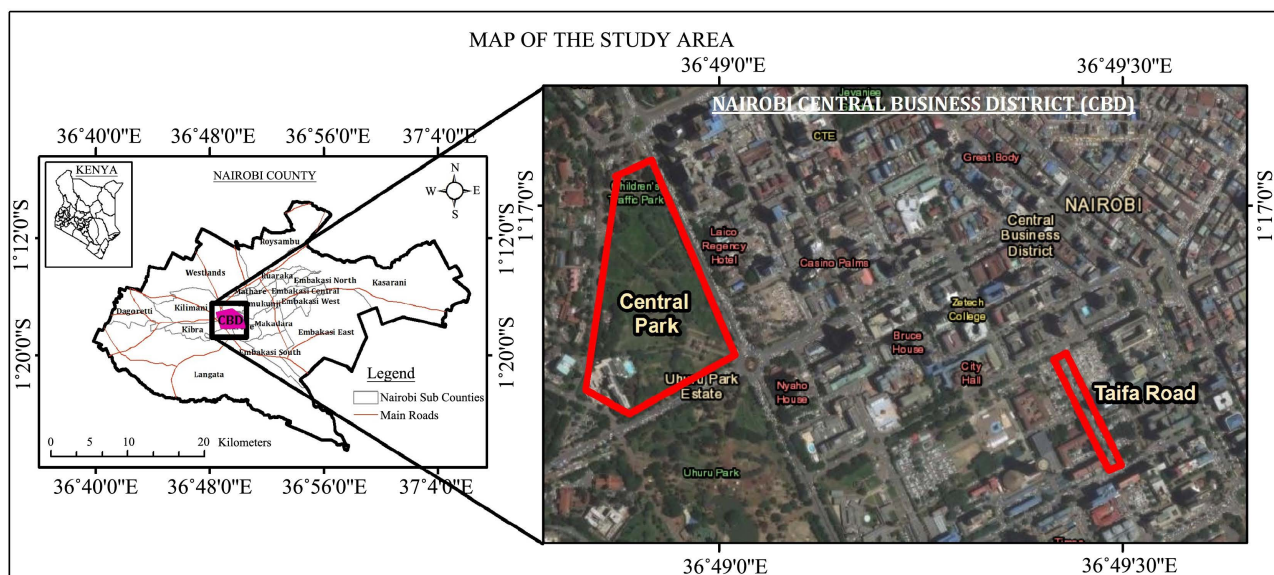 MAP OF THE STUDY AREA
36°49'0"E
36°49'30"E
NAIROBI CENTRAL BUSINESS DISTRICT (CBD)
36°40'0"E
36°48'0"E
36°56'0"E
37°4'0"E
KENYA
NAIROBI COUNTY
N
W
E
S
1°12'0"S
1°12'0"S
1°20'0"S
1°20'0"S
Roysambu
Westlands
Ruaraka
Mathare
Embakasi North
Kasarani
Embakasi Central
Embakasi West
Dagoretti
Kilimani
CBD
Makadara
Kibra
Embakasi East
Embakasi South
Langata
Legend
Nairobi Sub Counties
Main Roads
0
5
10
20
Kilometers
36°40'0"E
36°48'0"E
36°56'0"E
37°4'0"E
1°17'0"S
1°17'0"S
CTE
Great Body
Children's
Traffic Park
NAIROBI
Central
Business
District
Laico
Regency
Hotel
Casino Palms
Central
Park
Zetech
College
Bruce
House
City
Hall
Uhuru Park
Estate
Nyaho
House
Taifa Road
Uhuru Park
36°49'0"E
36°49'30"E